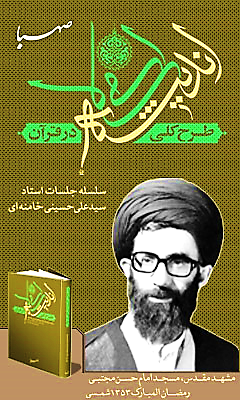 صهبا
طرح کلی اندیشه اسلامی در قرآن
سلسله جلسات استاد
سیدعلی حسینی خامنه‌ای
مشهد مقدس، مسجد امام حسن مجتبی
رمضان المبارک ۱۳۵۳ شمسی